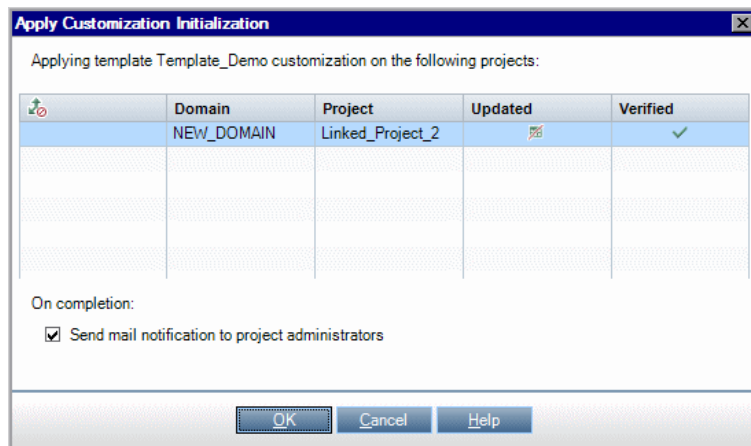 Apply Customization Initialization
Applying template Template_Demo customization on the following projects:
Domain Project Updated Verified
NEW_DOMAIN Linked_Project_2
On completion:
Send mail notification to project administrators
OK Cancel Help